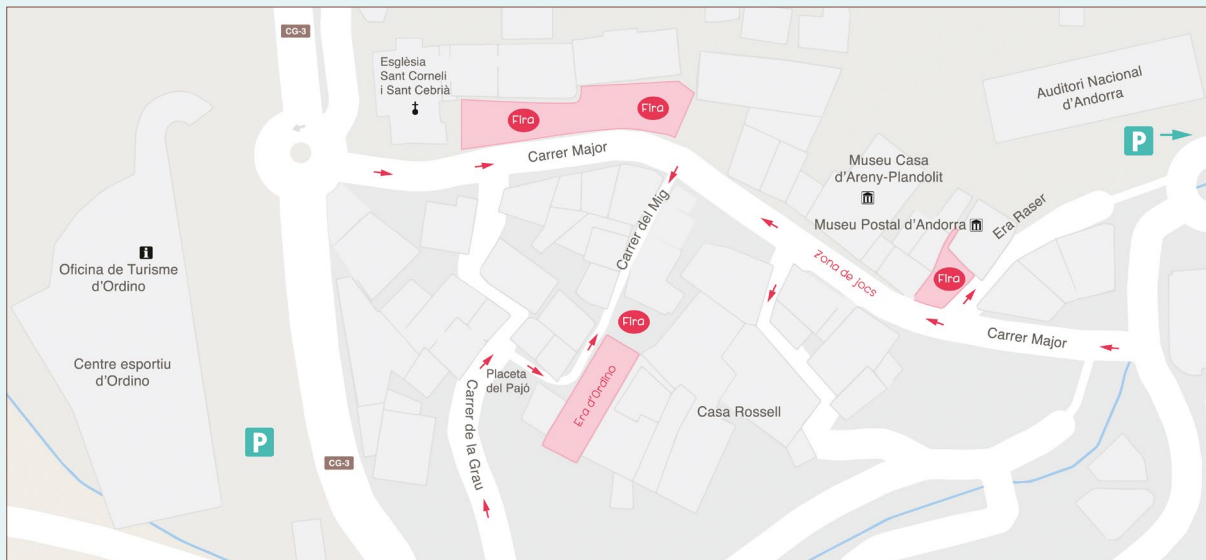 CG-3
Esglèsia
Sant Corneli
i Sant Cebrià
Fira
Fira
Carrer Major
Auditori Nacional
d'Andorra
P
Museu Casa
d'Areny-Plandolit
Museu Postal d'Andorra
Era Raser
Carrer del Mig
Zona de jocs
Fira
i
Oficina de Turisme
d'Ordino
Fira
Carrer Major
Centre esportiu
d'Ordino
Placeta
del Pajó
Era d'Ordino
Casa Rossell
Carrer de la Grau
P
CG-3